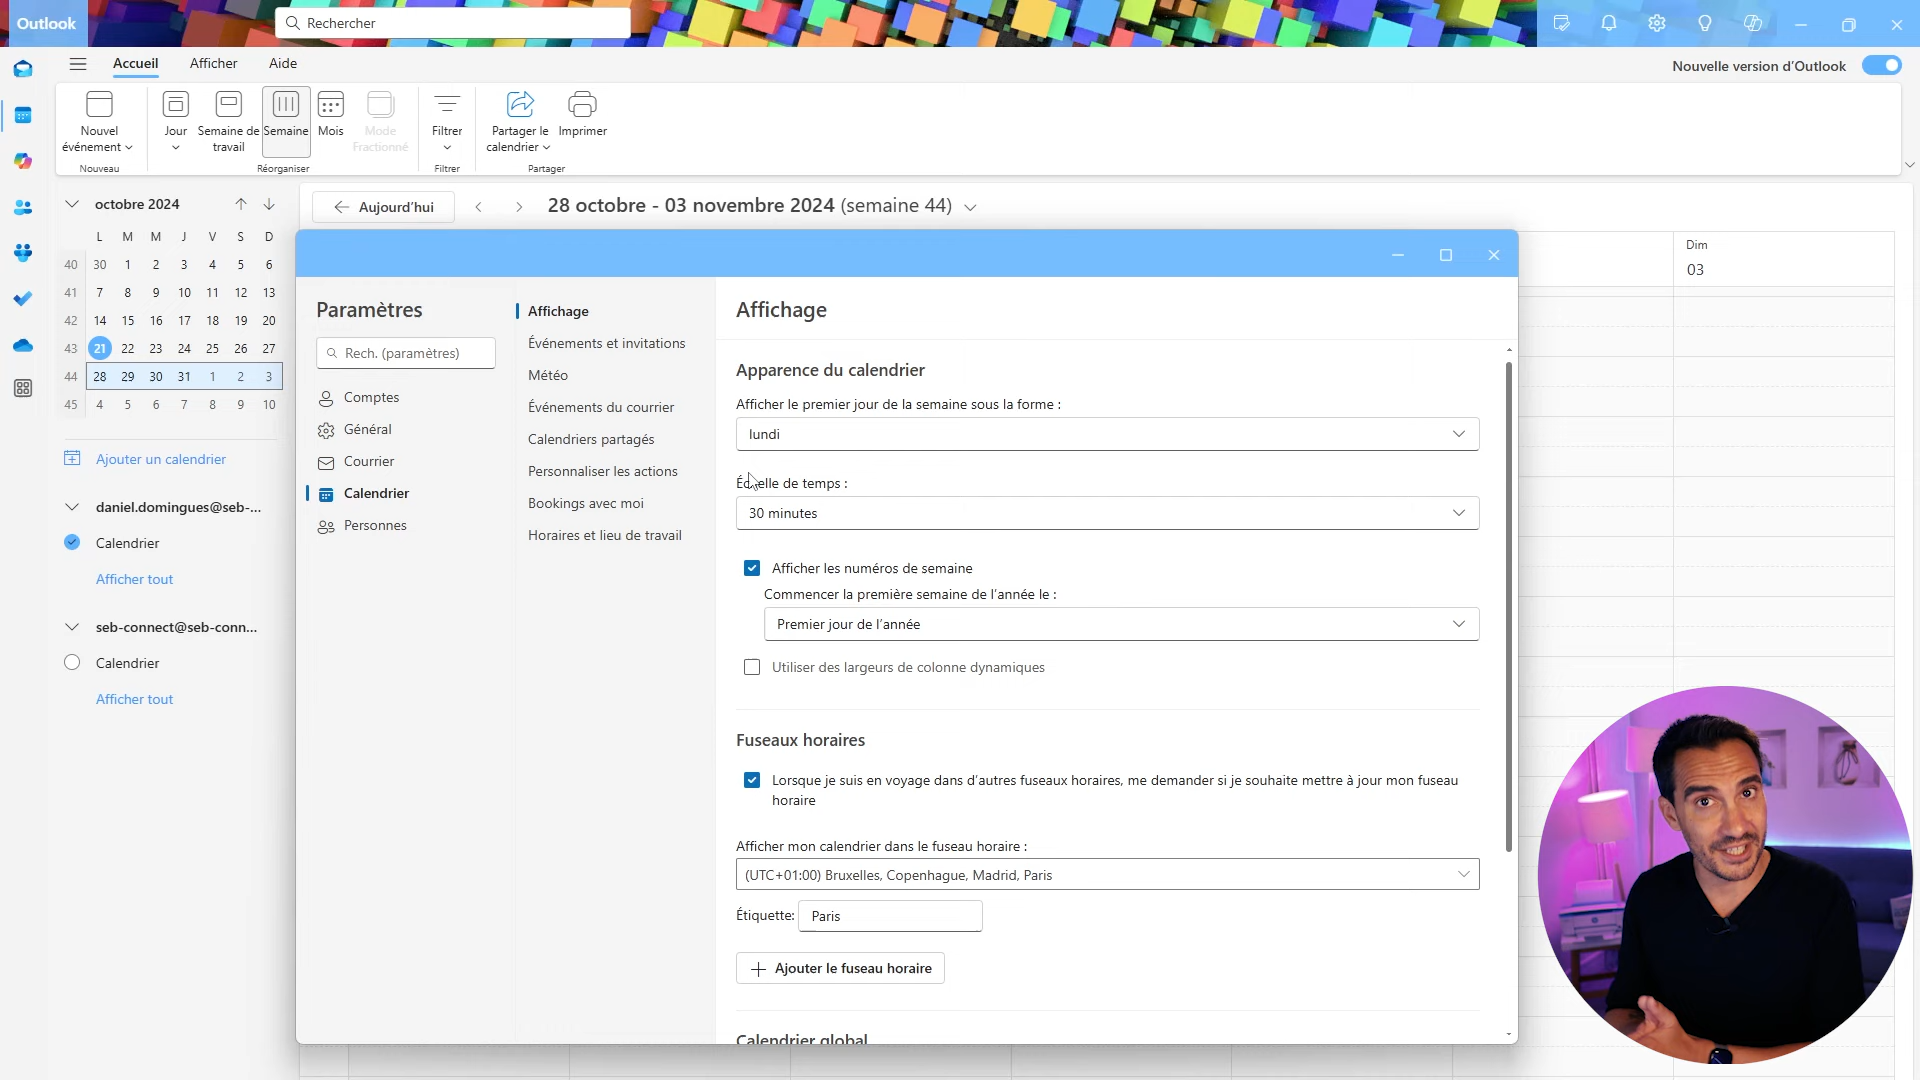 Outlook
Rechercher
Accueil
Afficher
Aide
Nouvelle version d'Outlook
Nouvel
événement
Jour
Semaine de
travail
Semaine
Mois
Mode
Fractionné
Filtrer
Partager le
calendrier
Imprimer
Nouveau
Réorganiser
Filtrer
Partager
octobre 2024
Aujourd'hui
28 octobre - 03 novembre 2024 (semaine 44)
L M M J V S D
40 30 1 2 3 4 5 6
41 7 8 9 10 11 12 13
42 14 15 16 17 18 19 20
43 21 22 23 24 25 26 27
44 28 29 30 31 1 2 3
45 4 5 6 7 8 9 10
Ajouter un calendrier
daniel.domingues@seb-...
Calendrier
Afficher tout
seb-connect@seb-conn...
Calendrier
Afficher tout
Dim
03
Paramètres
Rech. (paramètres)
Comptes
Général
Courrier
Calendrier
Personnes
Affichage
Événements et invitations
Météo
Événements du courrier
Calendriers partagés
Personnaliser les actions
Bookings avec moi
Horaires et lieu de travail
Affichage
Apparence du calendrier
Afficher le premier jour de la semaine sous la forme :
lundi
Échelle de temps :
30 minutes
Afficher les numéros de semaine
Commencer la première semaine de l'année le :
Premier jour de l'année
Utiliser des largeurs de colonne dynamiques
Fuseaux horaires
Lorsque je suis en voyage dans d'autres fuseaux horaires, me demander si je souhaite mettre à jour mon fuseau
horaire
Afficher mon calendrier dans le fuseau horaire :
(UTC+01:00) Bruxelles, Copenhague, Madrid, Paris
Étiquette:
Paris
Ajouter le fuseau horaire
Calendrier global